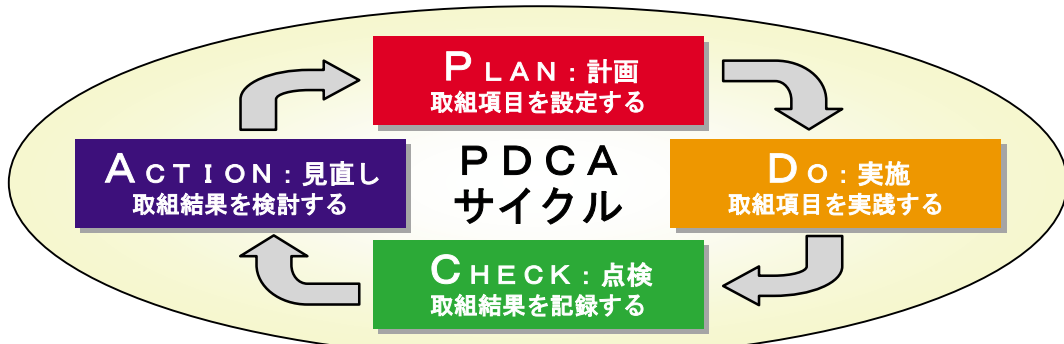 PLAN：計画
取組項目を設定する
ACTION：見直し
取組結果を検討する
PDCA
サイクル
DO：実施
取組項目を実践する
CHECK：点検
取組結果を記録する